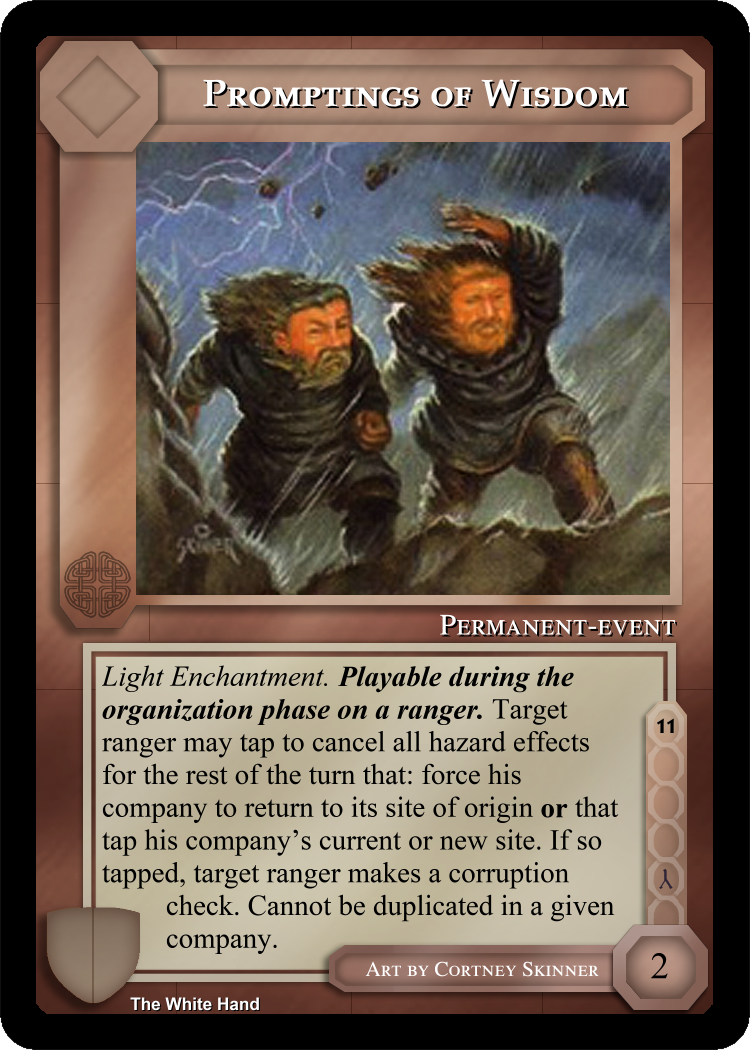 Promptings of Wisdom
Permanent-event
Light Enchantment. Playable during the
organization phase on a ranger. Target
ranger may tap to cancel all hazard effects
for the rest of the turn that: force his
company to return to its site of origin or that
tap his company’s current or new site. If so
tapped, target ranger makes a corruption
check. Cannot be duplicated in a given
company.
11
Art by Cortney Skinner
2
The White Hand